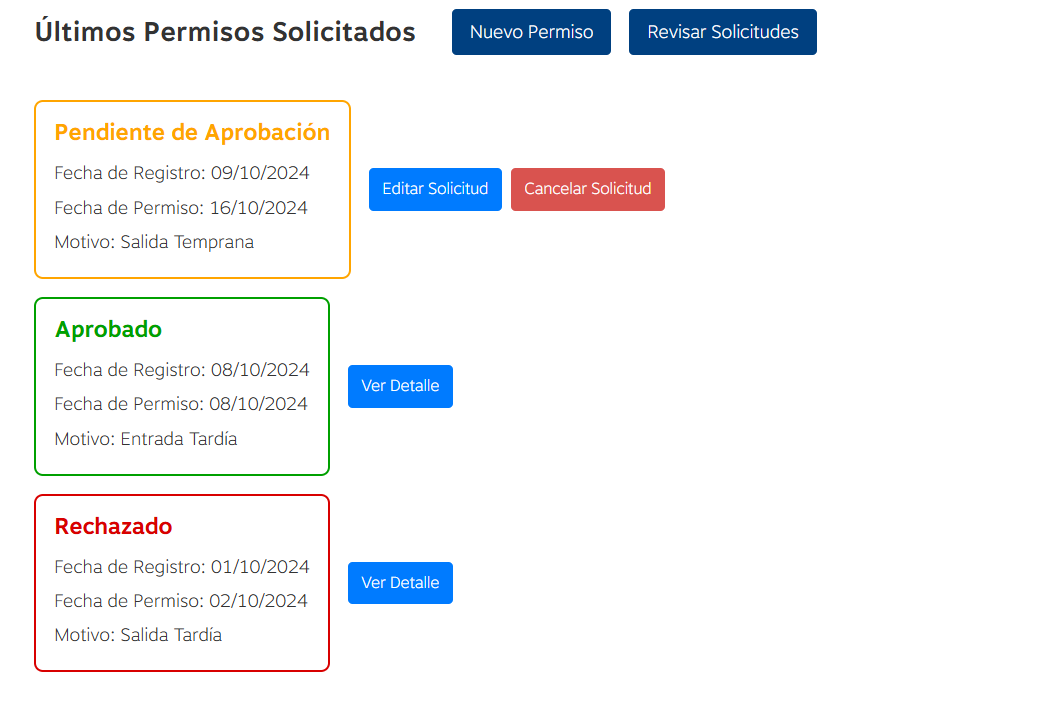 Últimos Permisos Solicitados
Nuevo Permiso
Revisar Solicitudes
Pendiente de Aprobación
Fecha de Registro: 09/10/2024
Fecha de Permiso: 16/10/2024
Motivo: Salida Temprana
Editar Solicitud
Cancelar Solicitud
Aprobado
Fecha de Registro: 08/10/2024
Fecha de Permiso: 08/10/2024
Motivo: Entrada Tardía
Ver Detalle
Rechazado
Fecha de Registro: 01/10/2024
Fecha de Permiso: 02/10/2024
Motivo: Salida Tardía
Ver Detalle